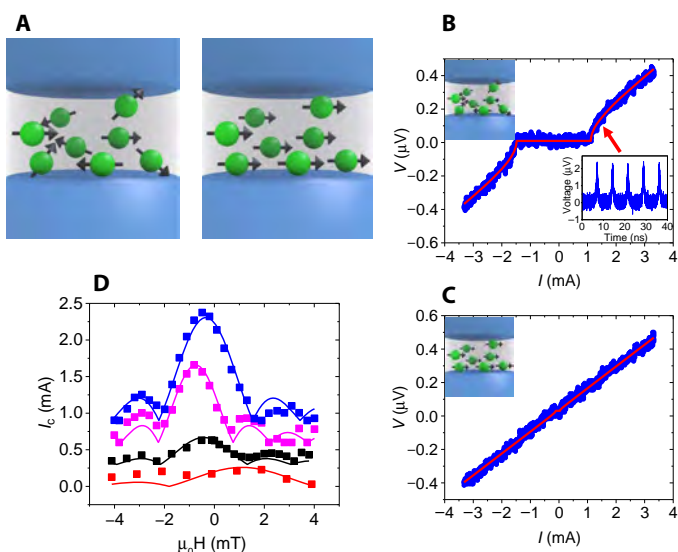 A
B
0.4
0.2
0.0
−0.2
−0.4
−0.6
V (µV)
−4 −3 −2 −1 0 1 2 3 4
I (mA)
Voltage (µV)
2
1
0
−1
0 10 20 30 40
Time (ns)
C
0.4
0.2
0.0
−0.2
−0.4
V (µV)
−4 −3 −2 −1 0 1 2 3 4
I (mA)
D
2.5
2.0
1.5
1.0
0.5
0.0
Ic (mA)
−4 −2 0 2 4
μ₀H (mT)